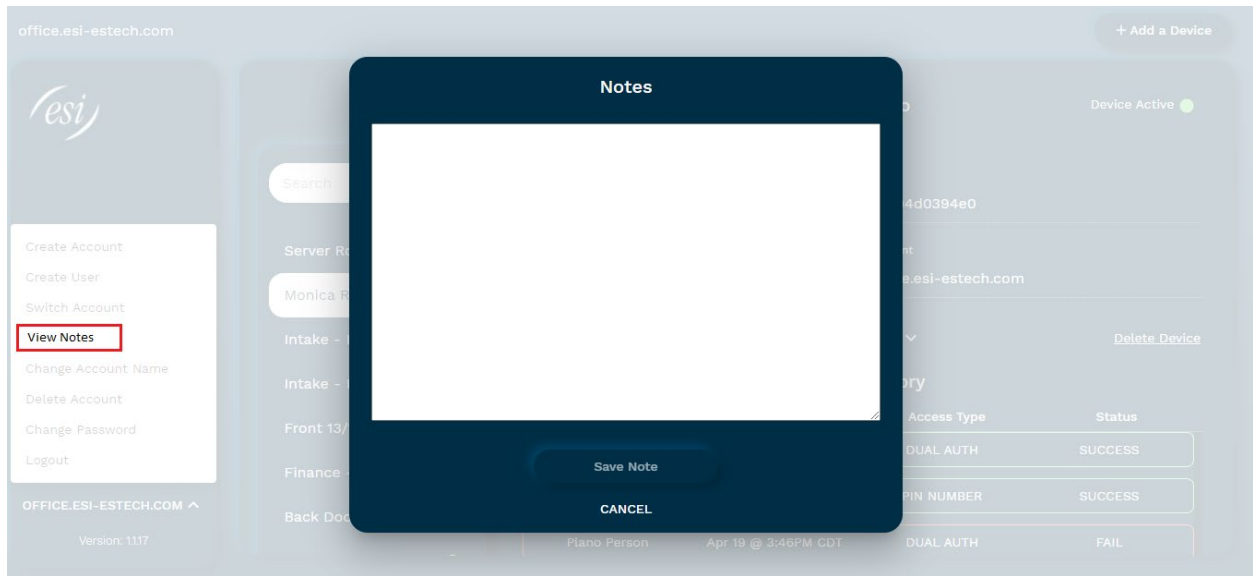 office.esi-estech.com
+ Add a Device
esi
Notes
Device Active
Search
4d0394e0
Create Account
Create User
Switch Account
View Notes
Change Account Name
Delete Account
Change Password
Logout
OFFICE.ESI-ESTECH.COM
Version: 1.1.17
Server
Monica
Intake -
Intake -
Front 13/
Finance
Back
esi-estech.com
Delete Device
Access Type Status
DUAL AUTH SUCCESS
PIN NUMBER SUCCESS
Plano Person Apr 19 @ 3:46PM CDT DUAL AUTH FAIL
Save Note
CANCEL